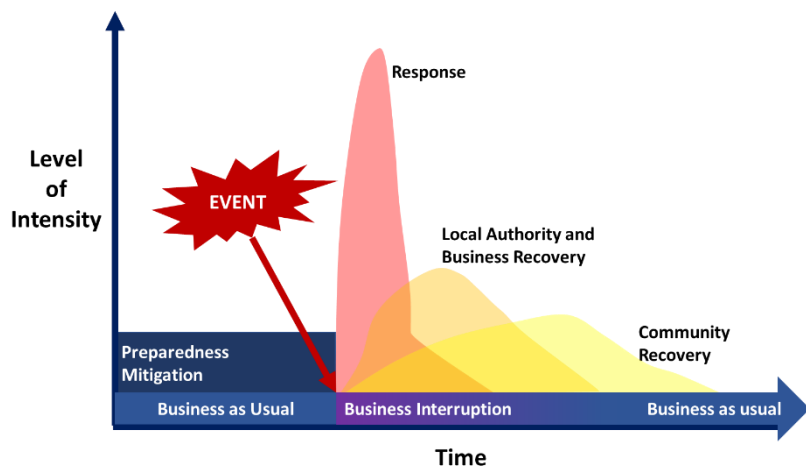 Response
Level
of
Intensity
EVENT
Local Authority and
Business Recovery
Preparedness
Mitigation
Community
Recovery
Business as Usual
Business Interruption
Business as usual
Time